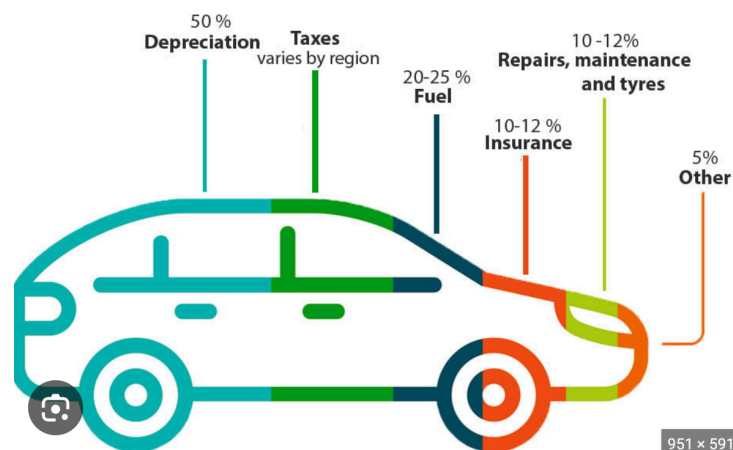 50 %
Depreciation
Taxes
varies by region
20-25 %
Fuel
10-12 %
Insurance
10 -12%
Repairs, maintenance
and tyres
5%
Other
951 × 591